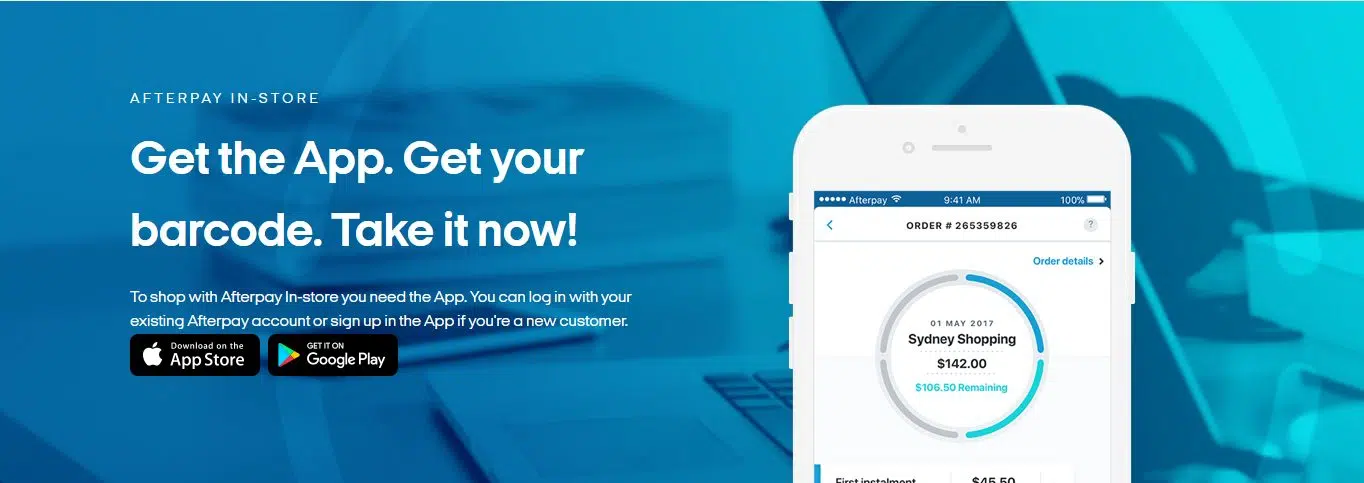 AFTERPAY IN-STORE
Get the App. Get your
barcode. Take it now!
To shop with Afterpay In-store you need the App. You can log in with your
existing Afterpay account or sign up in the App if you're a new customer.
Download on the
App Store
GET IT ON
Google Play
Afterpay 9:41 AM 100%
ORDER # 265359826 ?
Order details
01 MAY 2017
Sydney Shopping
$142.00
$106.50 Remaining
First instalment $45.50